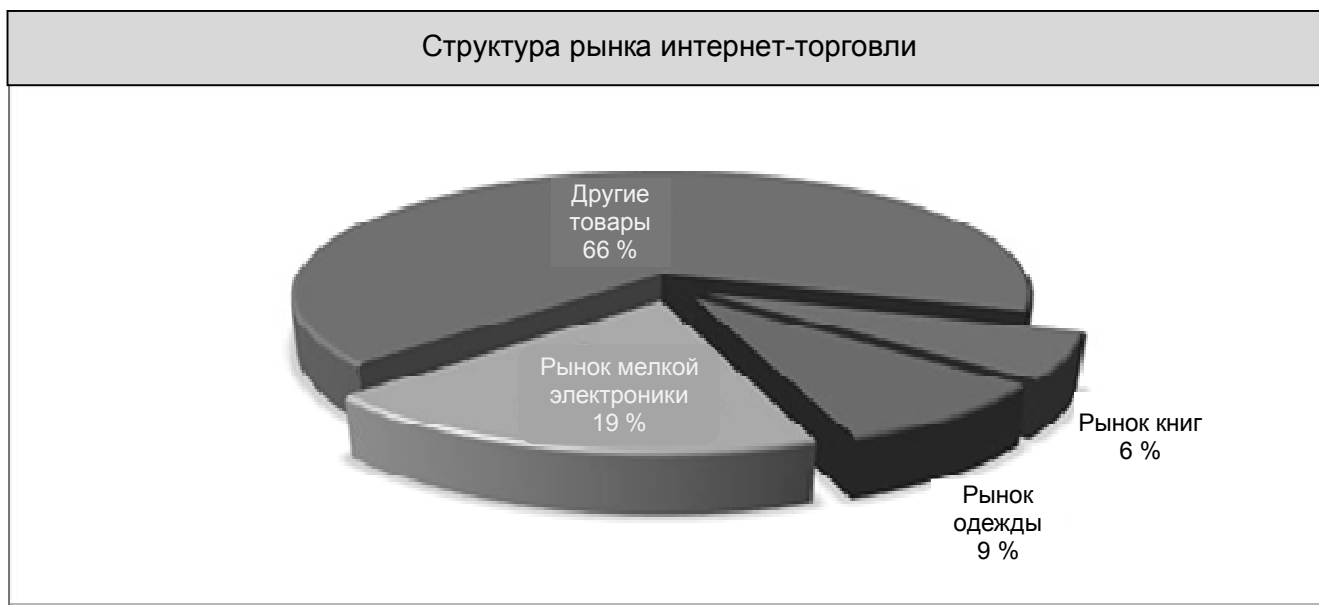 Структура рынка интернет-торговли
Другие
товары
66 %
Рынок мелкой
электроники
19 %
Рынок книг
6 %
Рынок
одежды
9 %